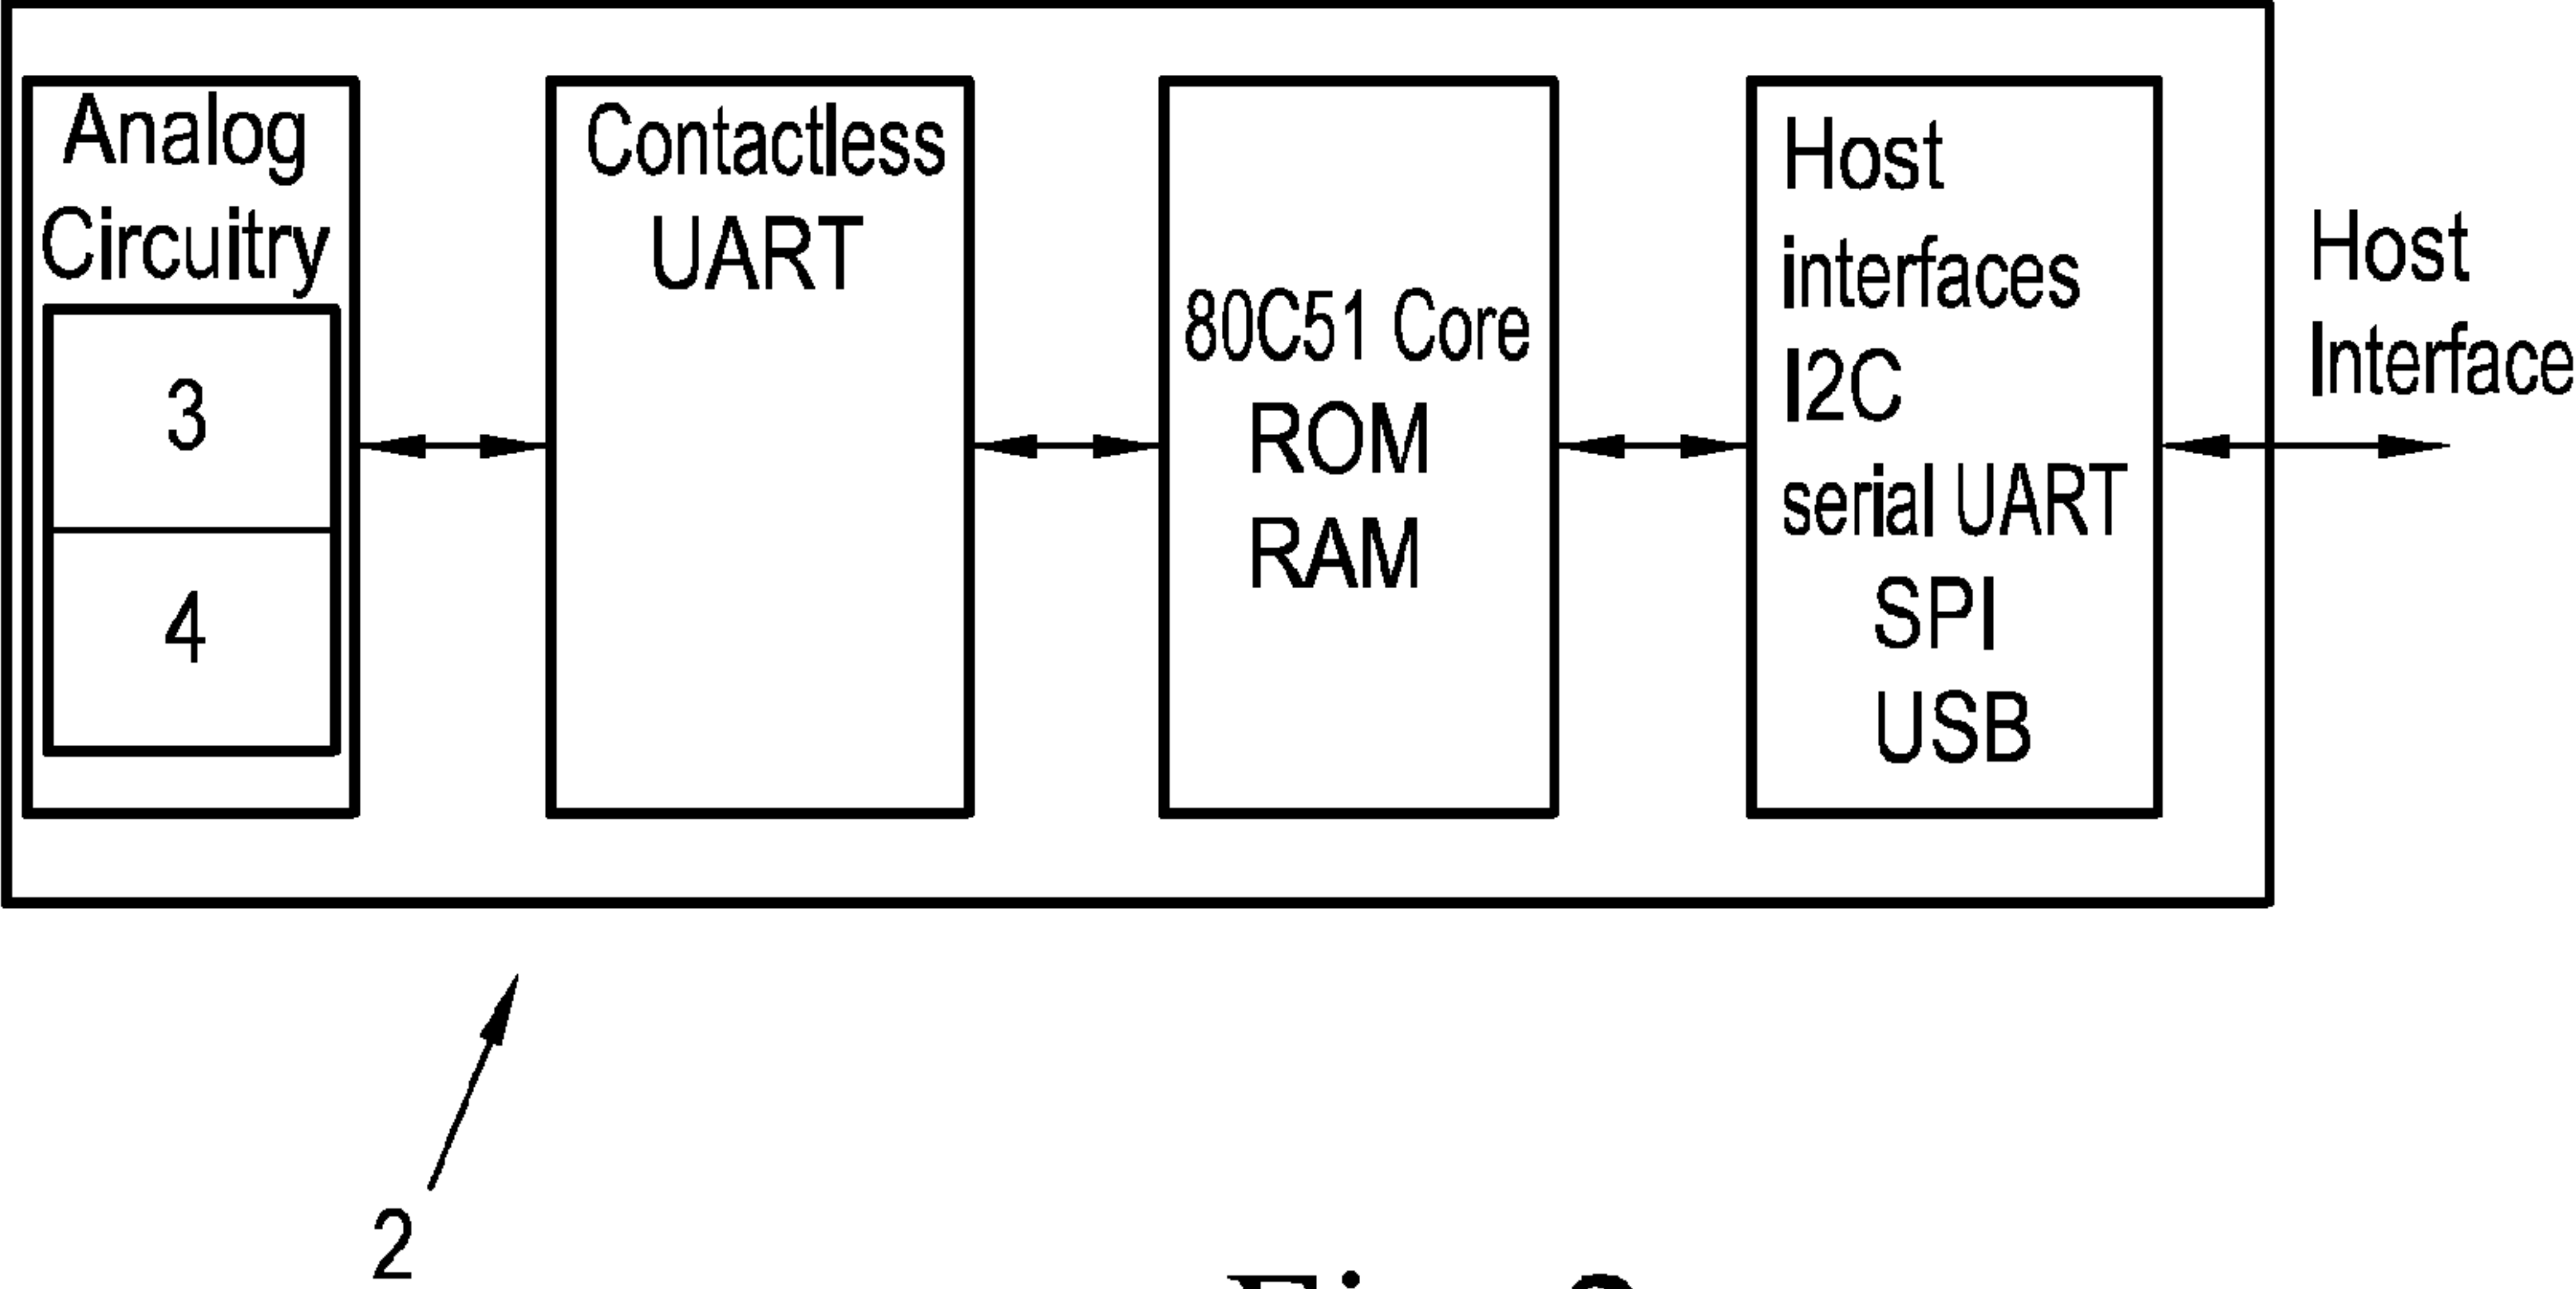 Analog
Circuitry
3
4
Contactless
UART
80C51 Core
ROM
RAM
Host
interfaces
I2C
serial UART
SPI
USB
Host
Interface
2